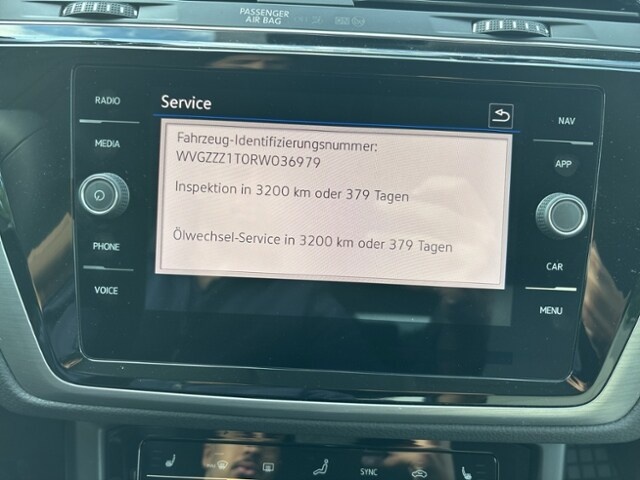 PASSENGER
AIR BAG
RADIO
MEDIA
PHONE
VOICE
Service
Fahrzeug-Identifizierungsnummer:
WVGZZZ1T0RW036979
Inspektion in 3200 km oder 379 Tagen
Ölwechsel-Service in 3200 km oder 379 Tagen
NAV
APP
CAR
MENU
SYNC